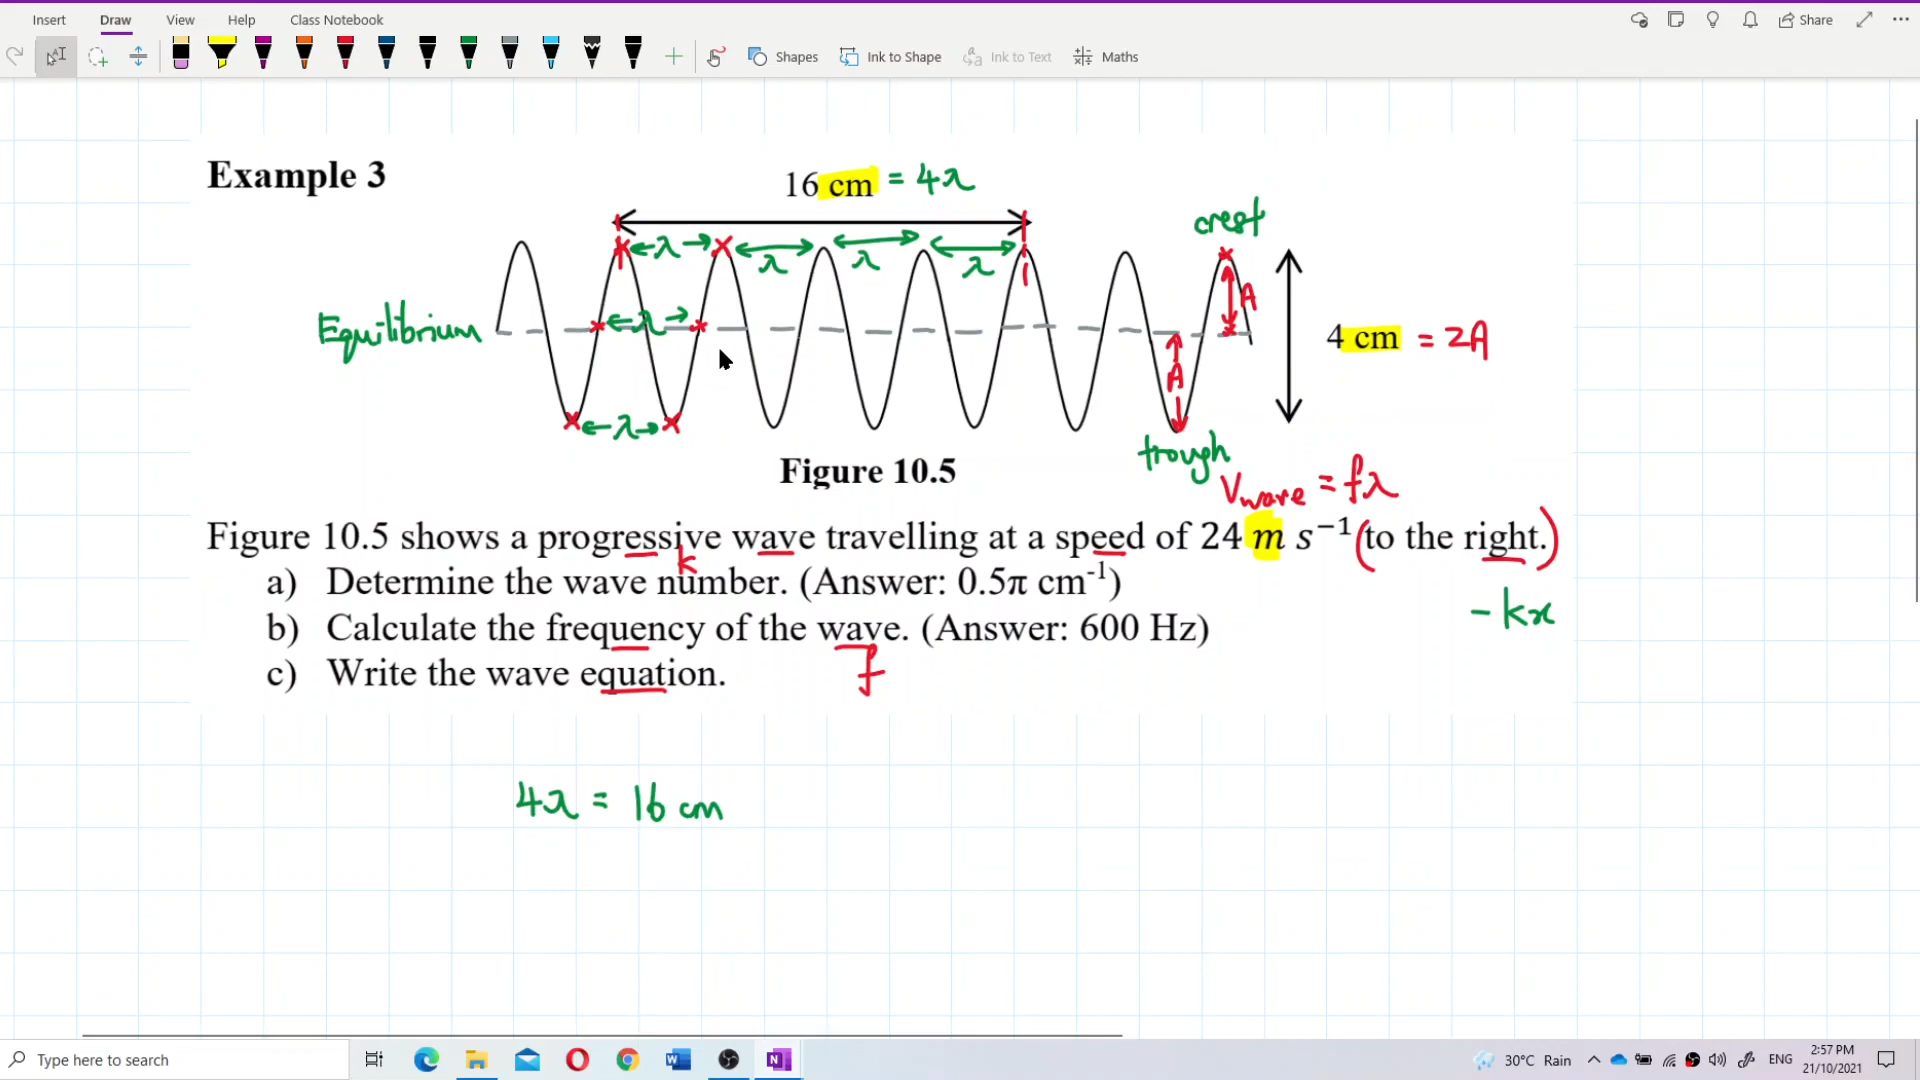 Insert Draw View Help Class Notebook Share
Shapes Ink to Shape Ink to Text Maths
Example 3
16 cm = 4λ
crest
λ λ λ λ
A
Equilibrium λ
4 cm = 2A
A
λ
trough
Figure 10.5
Vwave = fλ
Figure 10.5 shows a progressive wave travelling at a speed of 24 m s⁻¹ (to the right.)
k
a) Determine the wave number. (Answer: 0.5π cm⁻¹)
- kx
b) Calculate the frequency of the wave. (Answer: 600 Hz)
f
c) Write the wave equation.
4λ = 16 cm
Type here to search
30°C Rain ENG 2:57 PM
21/10/2021